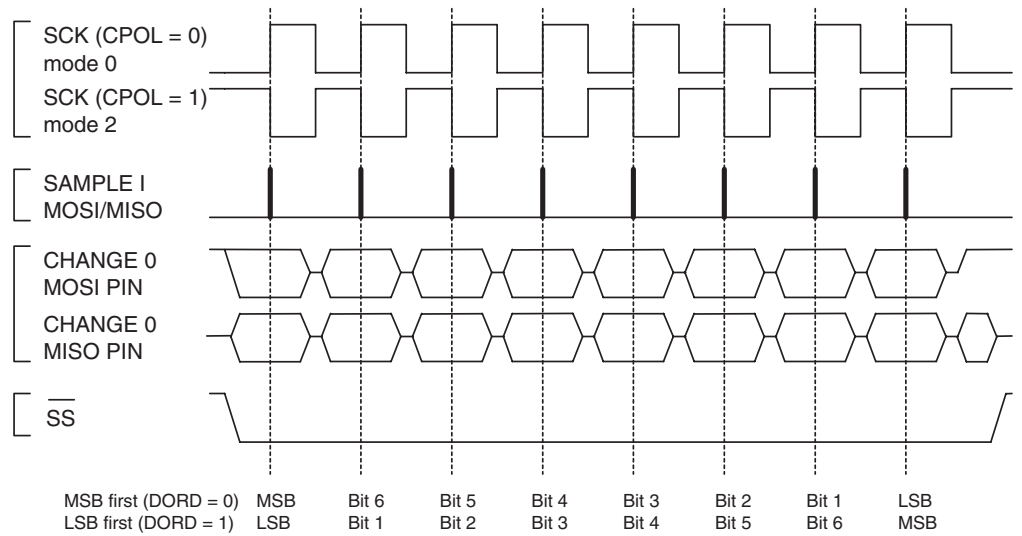 SCK (CPOL = 0)
mode 0
SCK (CPOL = 1)
mode 2
SAMPLE I
MOSI/MISO
CHANGE 0
MOSI PIN
CHANGE 0
MISO PIN
SS
MSB first (DORD = 0) MSB Bit 6 Bit 5 Bit 4 Bit 3 Bit 2 Bit 1 LSB
LSB first (DORD = 1) LSB Bit 1 Bit 2 Bit 3 Bit 4 Bit 5 Bit 6 MSB